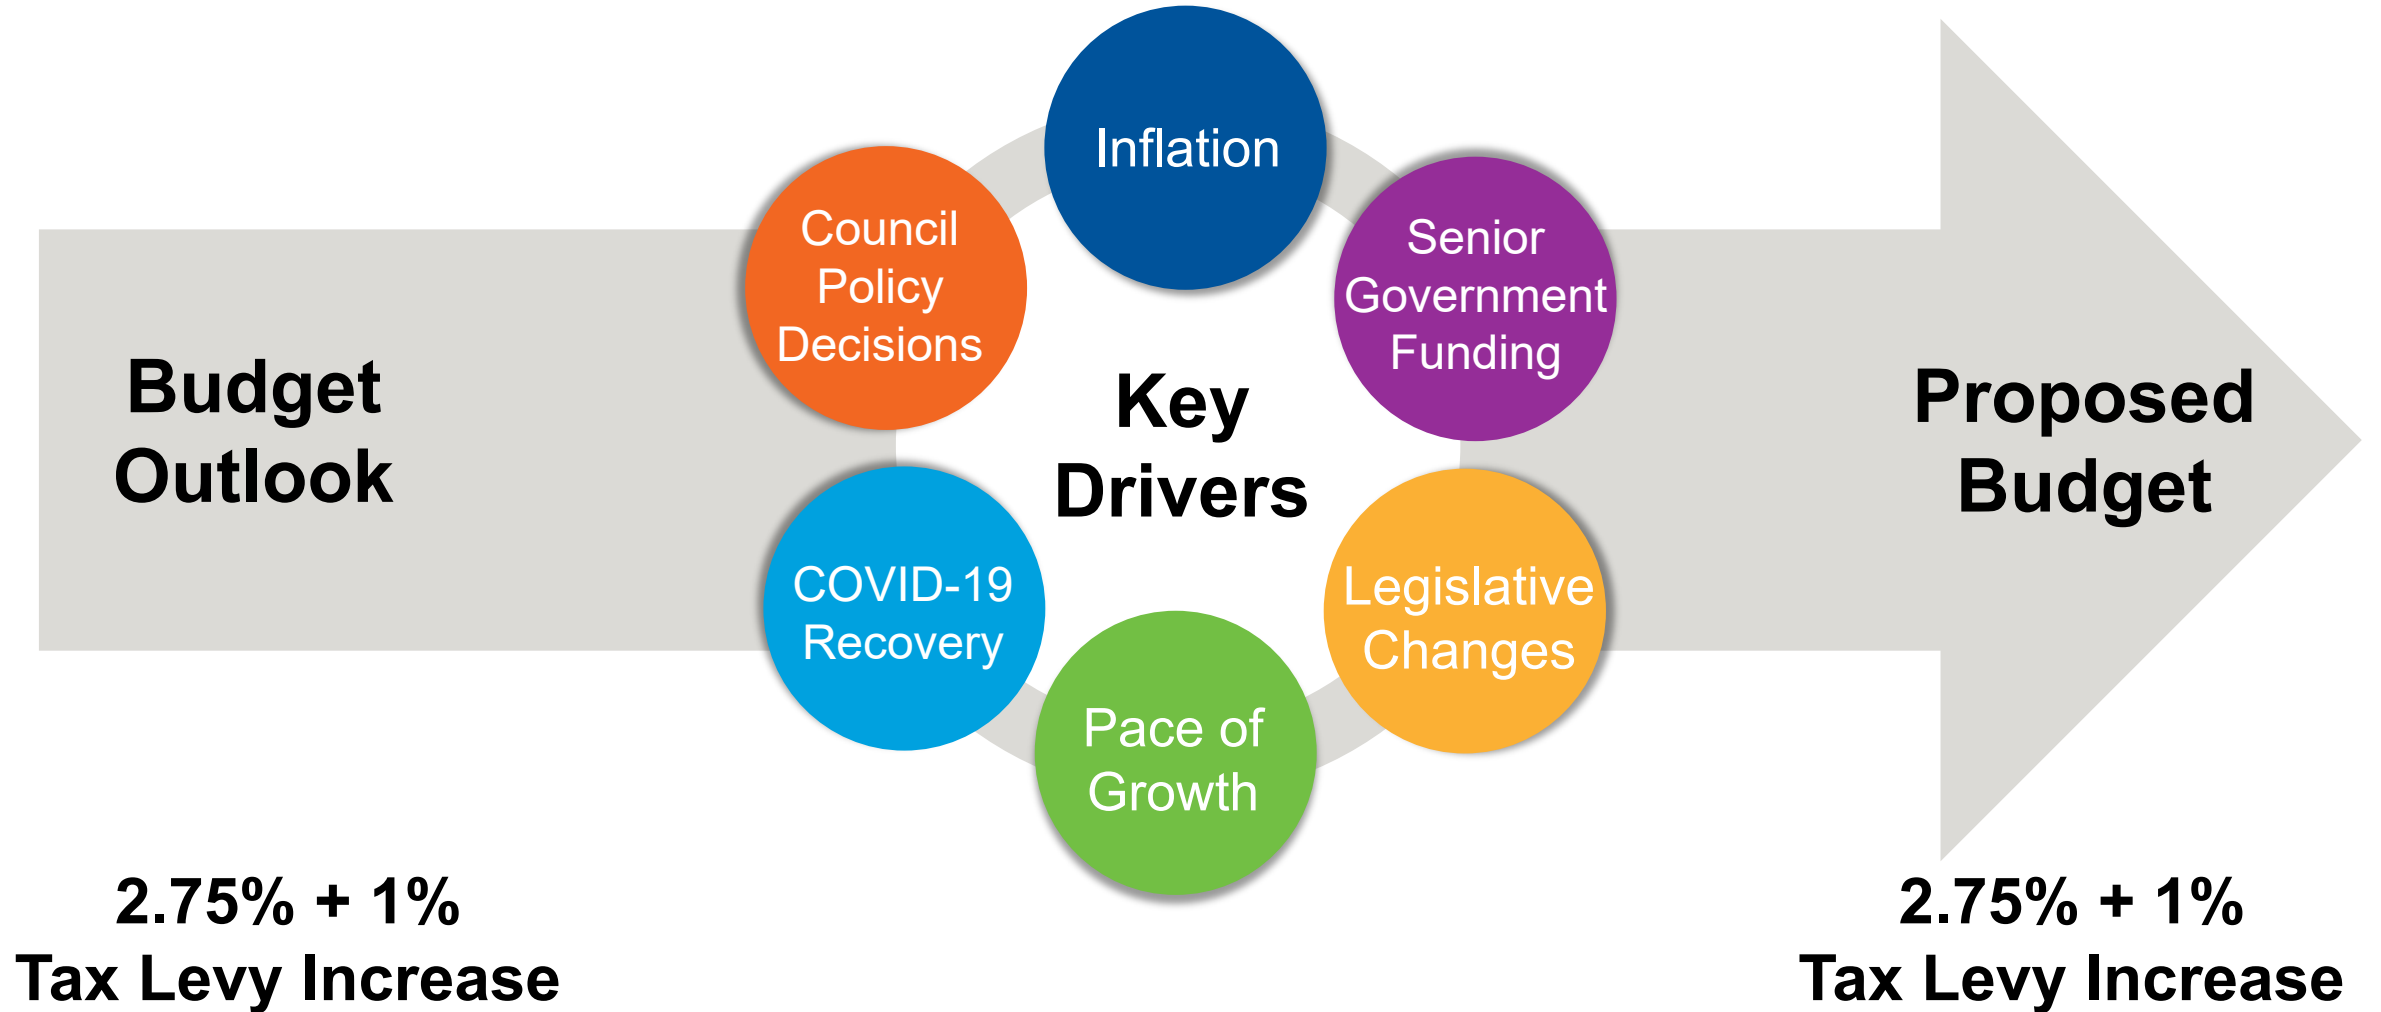 Budget
Outlook
2.75% + 1%
Tax Levy Increase
Key
Drivers
Inflation
Senior
Government
Funding
Legislative
Changes
Pace of
Growth
COVID-19
Recovery
Council
Policy
Decisions
Proposed
Budget
2.75% + 1%
Tax Levy Increase